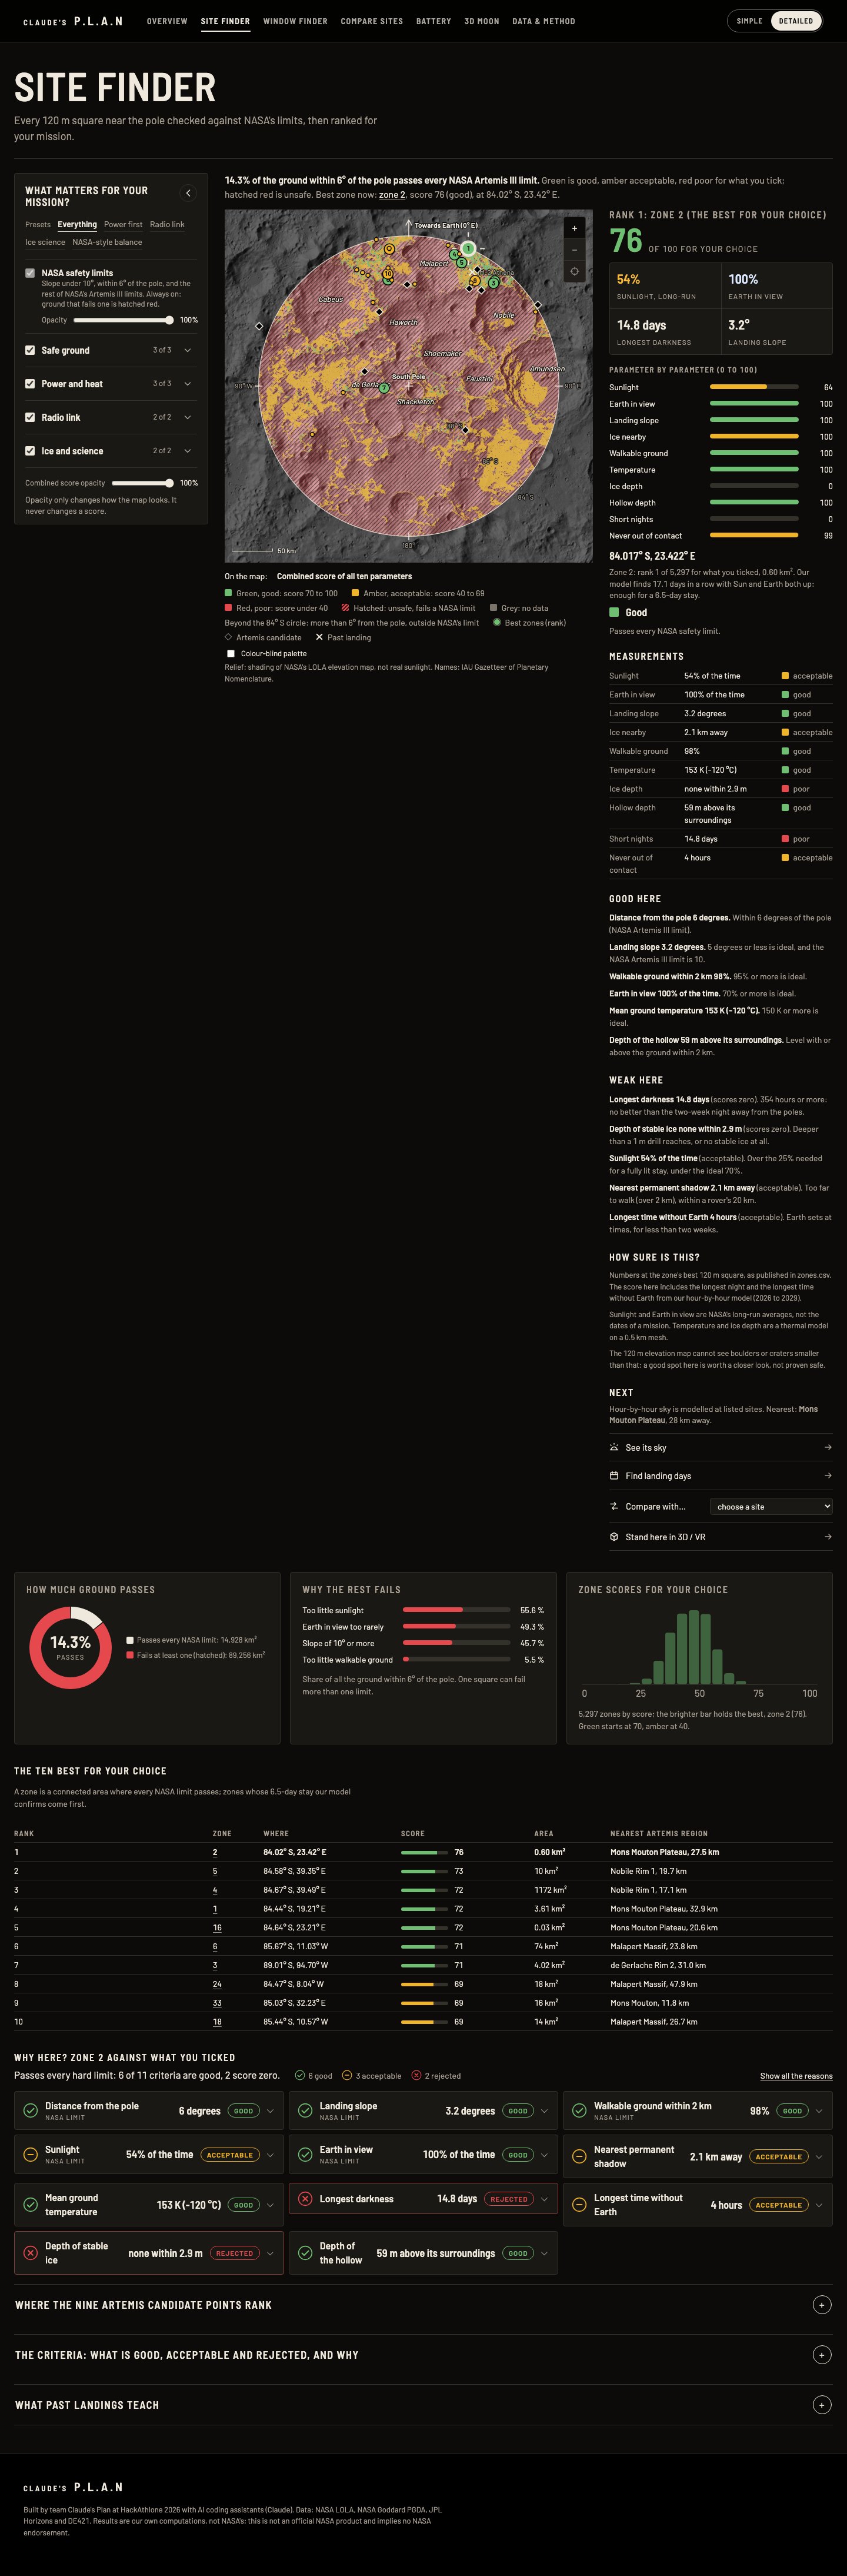 CLAUDE'S P.L.A.N
OVERVIEW
SITE FINDER
WINDOW FINDER
COMPARE SITES
BATTERY
3D MOON
DATA & METHOD
SIMPLE
DETAILED
SITE FINDER
Every 120 m square near the pole checked against NASA's limits, then ranked for
your mission.
WHAT MATTERS FOR YOUR
MISSION?
Presets Everything Power first Radio link
Ice science NASA-style balance
NASA safety limits
Slope under 10°, within 6° of the pole, and the
rest of NASA's Artemis III limits. Always on;
ground that fails one is hatched red.
Opacity 100%
Safe ground 3 of 3
Power and heat 3 of 3
Radio link 2 of 2
Ice and science 2 of 2
Combined score opacity 100%
Opacity only changes how the map looks. It
never changes a score.
14.3% of the ground within 6° of the pole passes every NASA Artemis III limit. Green is good, amber acceptable, red poor for what you tick;
hatched red is unsafe. Best zone now: zone 2, score 76 (good), at 84.02° S, 23.42° E.
Towards Earth (0° E)
+
−
1
10
3
7
Malapert
Cabeus
Haworth
Nobile
Shoemaker
Amundsen
South Pole
Faustini
de Gerla
Shackleton
90° W
90° E
84° S
180°
50 km
On the map: Combined score of all ten parameters
Green, good: score 70 to 100 Amber, acceptable: score 40 to 69
Red, poor: score under 40 Hatched: unsafe, fails a NASA limit Grey: no data
Beyond the 84° S circle: more than 6° from the pole, outside NASA's limit Best zones (rank)
Artemis candidate Past landing
Colour-blind palette
Relief: shading of NASA's LOLA elevation map, not real sunlight. Names: IAU Gazetteer of Planetary
Nomenclature.
RANK 1: ZONE 2 (THE BEST FOR YOUR CHOICE)
76 OF 100 FOR YOUR CHOICE
54% 100%
SUNLIGHT, LONG-RUN EARTH IN VIEW
14.8 days 3.2°
LONGEST DARKNESS LANDING SLOPE
PARAMETER BY PARAMETER (0 TO 100)
Sunlight 64
Earth in view 100
Landing slope 100
Ice nearby 100
Walkable ground 100
Temperature 100
Ice depth 0
Hollow depth 100
Short nights 0
Never out of contact 99
84.017° S, 23.422° E
Zone 2: rank 1 of 5,297 for what you ticked, 0.60 km². Our
model finds 17.1 days in a row with Sun and Earth both up:
enough for a 6.5-day stay.
Good
Passes every NASA safety limit.
MEASUREMENTS
Sunlight 54% of the time acceptable
Earth in view 100% of the time good
Landing slope 3.2 degrees good
Ice nearby 2.1 km away acceptable
Walkable ground 98% good
Temperature 153 K (-120 °C) good
Ice depth none within 2.9 m poor
Hollow depth 59 m above its good
surroundings
Short nights 14.8 days poor
Never out of 4 hours acceptable
contact
GOOD HERE
Distance from the pole 6 degrees. Within 6 degrees of the pole
(NASA Artemis III limit).
Landing slope 3.2 degrees. 5 degrees or less is ideal, and the
NASA Artemis III limit is 10.
Walkable ground within 2 km 98%. 95% or more is ideal.
Earth in view 100% of the time. 70% or more is ideal.
Mean ground temperature 153 K (-120 °C). 150 K or more is
ideal.
Depth of the hollow 59 m above its surroundings. Level with or
above the ground within 2 km.
WEAK HERE
Longest darkness 14.8 days (scores zero). 354 hours or more:
no better than the two-week night away from the poles.
Depth of stable ice none within 2.9 m (scores zero). Deeper
than a 1 m drill reaches, or no stable ice at all.
Sunlight 54% of the time (acceptable). Over the 25% needed
for a fully lit stay, under the ideal 70%.
Nearest permanent shadow 2.1 km away (acceptable). Too far
to walk (over 2 km), within a rover's 20 km.
Longest time without Earth 4 hours (acceptable). Earth sets at
times, for less than two weeks.
HOW SURE IS THIS?
Numbers at the zone's best 120 m square, as published in zones.csv.
The score here includes the longest night and the longest time
without Earth from our hour-by-hour model (2026 to 2029).
Sunlight and Earth in view are NASA's long-run averages, not the
dates of a mission. Temperature and ice depth are a thermal model
on a 0.5 km mesh.
The 120 m elevation map cannot see boulders or craters smaller
than that: a good spot here is worth a closer look, not proven safe.
NEXT
Hour-by-hour sky is modelled at listed sites. Nearest: Mons
Mouton Plateau, 28 km away.
See its sky →
Find landing days →
Compare with... choose a site
Stand here in 3D / VR →
HOW MUCH GROUND PASSES
14.3%
PASSES
Passes every NASA limit: 14,928 km²
Fails at least one (hatched): 89,256 km²
WHY THE REST FAILS
Too little sunlight 55.6 %
Earth in view too rarely 49.3 %
Slope of 10° or more 45.7 %
Too little walkable ground 5.5 %
Share of all the ground within 6° of the pole. One square can fail
more than one limit.
ZONE SCORES FOR YOUR CHOICE
0 25 50 75 100
5,297 zones by score; the brighter bar holds the best, zone 2 (76).
Green starts at 70, amber at 40.
THE TEN BEST FOR YOUR CHOICE
A zone is a connected area where every NASA limit passes; zones whose 6.5-day stay our model
confirms come first.
RANK ZONE WHERE SCORE AREA NEAREST ARTEMIS REGION
1 2 84.02° S, 23.42° E 76 0.60 km² Mons Mouton Plateau, 27.5 km
2 5 84.58° S, 39.35° E 73 10 km² Nobile Rim 1, 19.7 km
3 4 84.67° S, 39.49° E 72 1172 km² Nobile Rim 1, 17.1 km
4 1 84.44° S, 19.21° E 72 3.61 km² Mons Mouton Plateau, 32.9 km
5 16 84.64° S, 23.21° E 72 0.03 km² Mons Mouton Plateau, 20.6 km
6 6 85.67° S, 11.03° W 71 74 km² Malapert Massif, 23.8 km
7 3 89.01° S, 94.70° W 71 4.02 km² de Gerlache Rim 2, 31.0 km
8 24 84.47° S, 8.04° W 69 18 km² Malapert Massif, 47.9 km
9 33 85.03° S, 32.23° E 69 16 km² Mons Mouton, 11.8 km
10 18 85.44° S, 10.57° W 69 14 km² Malapert Massif, 26.7 km
WHY HERE? ZONE 2 AGAINST WHAT YOU TICKED
Passes every hard limit: 6 of 11 criteria are good, 2 score zero. 6 good 3 acceptable 2 rejected Show all the reasons
Distance from the pole 6 degrees GOOD
NASA LIMIT
Landing slope 3.2 degrees GOOD
NASA LIMIT
Walkable ground within 2 km 98% GOOD
NASA LIMIT
Sunlight 54% of the time ACCEPTABLE
NASA LIMIT
Earth in view 100% of the time GOOD
NASA LIMIT
Nearest permanent
shadow 2.1 km away ACCEPTABLE
Mean ground
temperature 153 K (-120 °C) GOOD
Longest darkness 14.8 days REJECTED
Longest time without
Earth 4 hours ACCEPTABLE
Depth of stable
ice none within 2.9 m REJECTED
Depth of
the hollow 59 m above its surroundings GOOD
WHERE THE NINE ARTEMIS CANDIDATE POINTS RANK +
THE CRITERIA: WHAT IS GOOD, ACCEPTABLE AND REJECTED, AND WHY +
WHAT PAST LANDINGS TEACH +
CLAUDE'S P.L.A.N
Built by team Claude's Plan at HackAthlone 2026 with AI coding assistants (Claude). Data: NASA LOLA, NASA Goddard PGDA, JPL
Horizons and DE421. Results are our own computations, not NASA's; this is not an official NASA product and implies no NASA
endorsement.